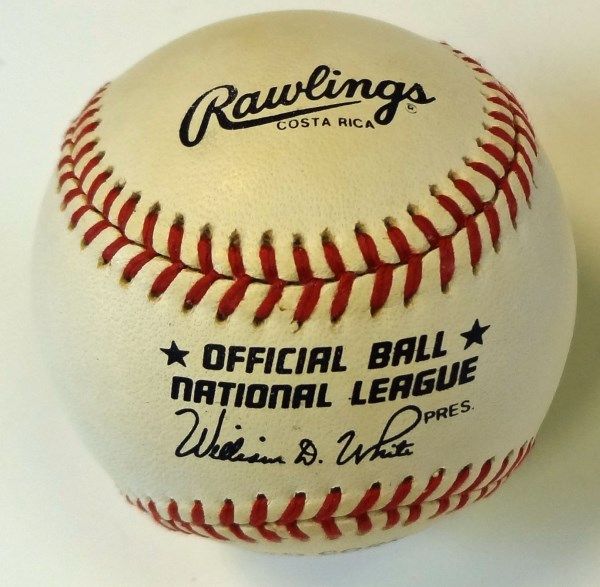 Rawlings ®
COSTA RICA
★ OFFICIAL BALL ★
NATIONAL LEAGUE
PRES.
William D. White